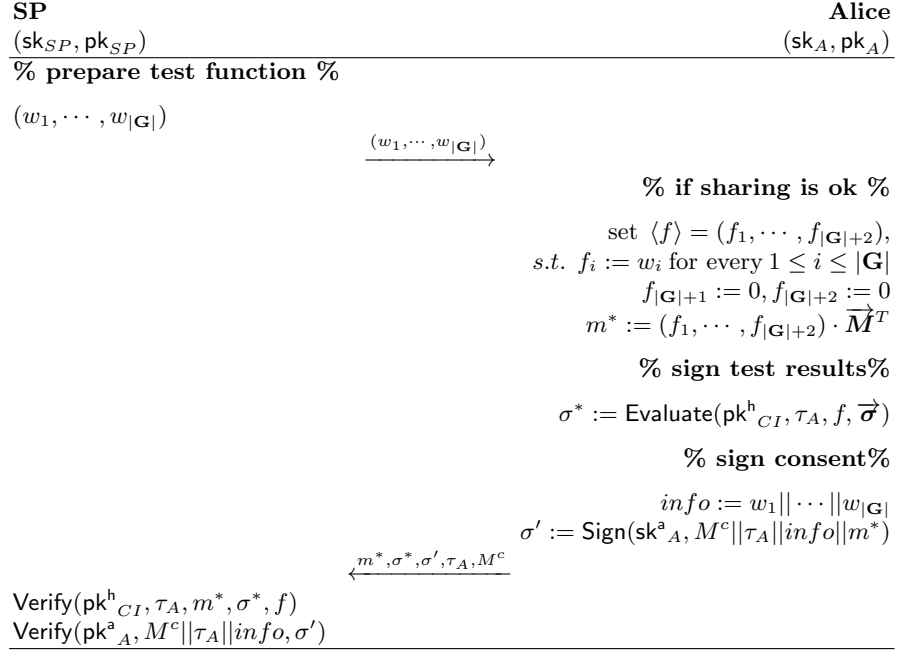 SP Alice
(sk_{SP}, pk_{SP}) (sk_A, pk_A)
% prepare test function %
(w_1, ⋯ , w_{|G|})
(w_1,⋯,w_{|G|})
% if sharing is ok %
set ⟨f⟩ = (f_1, ⋯ , f_{|G|+2}),
s.t. f_i := w_i for every 1 ≤ i ≤ |G|
f_{|G|+1} := 0, f_{|G|+2} := 0
m^* := (f_1, ⋯ , f_{|G|+2}) · \overrightarrow{M}^T
% sign test results%
σ^* := Evaluate(pk^h_{CI}, τ_A, f, \overrightarrow{σ})
% sign consent%
info := w_1|| ⋯ ||w_{|G|}
σ′ := Sign(sk^a_A, M^c||τ_A||info||m^*)
m^*,σ^*,σ′,τ_A,M^c
Verify(pk^h_{CI}, τ_A, m^*, σ^*, f)
Verify(pk^a_A, M^c||τ_A||info, σ′)